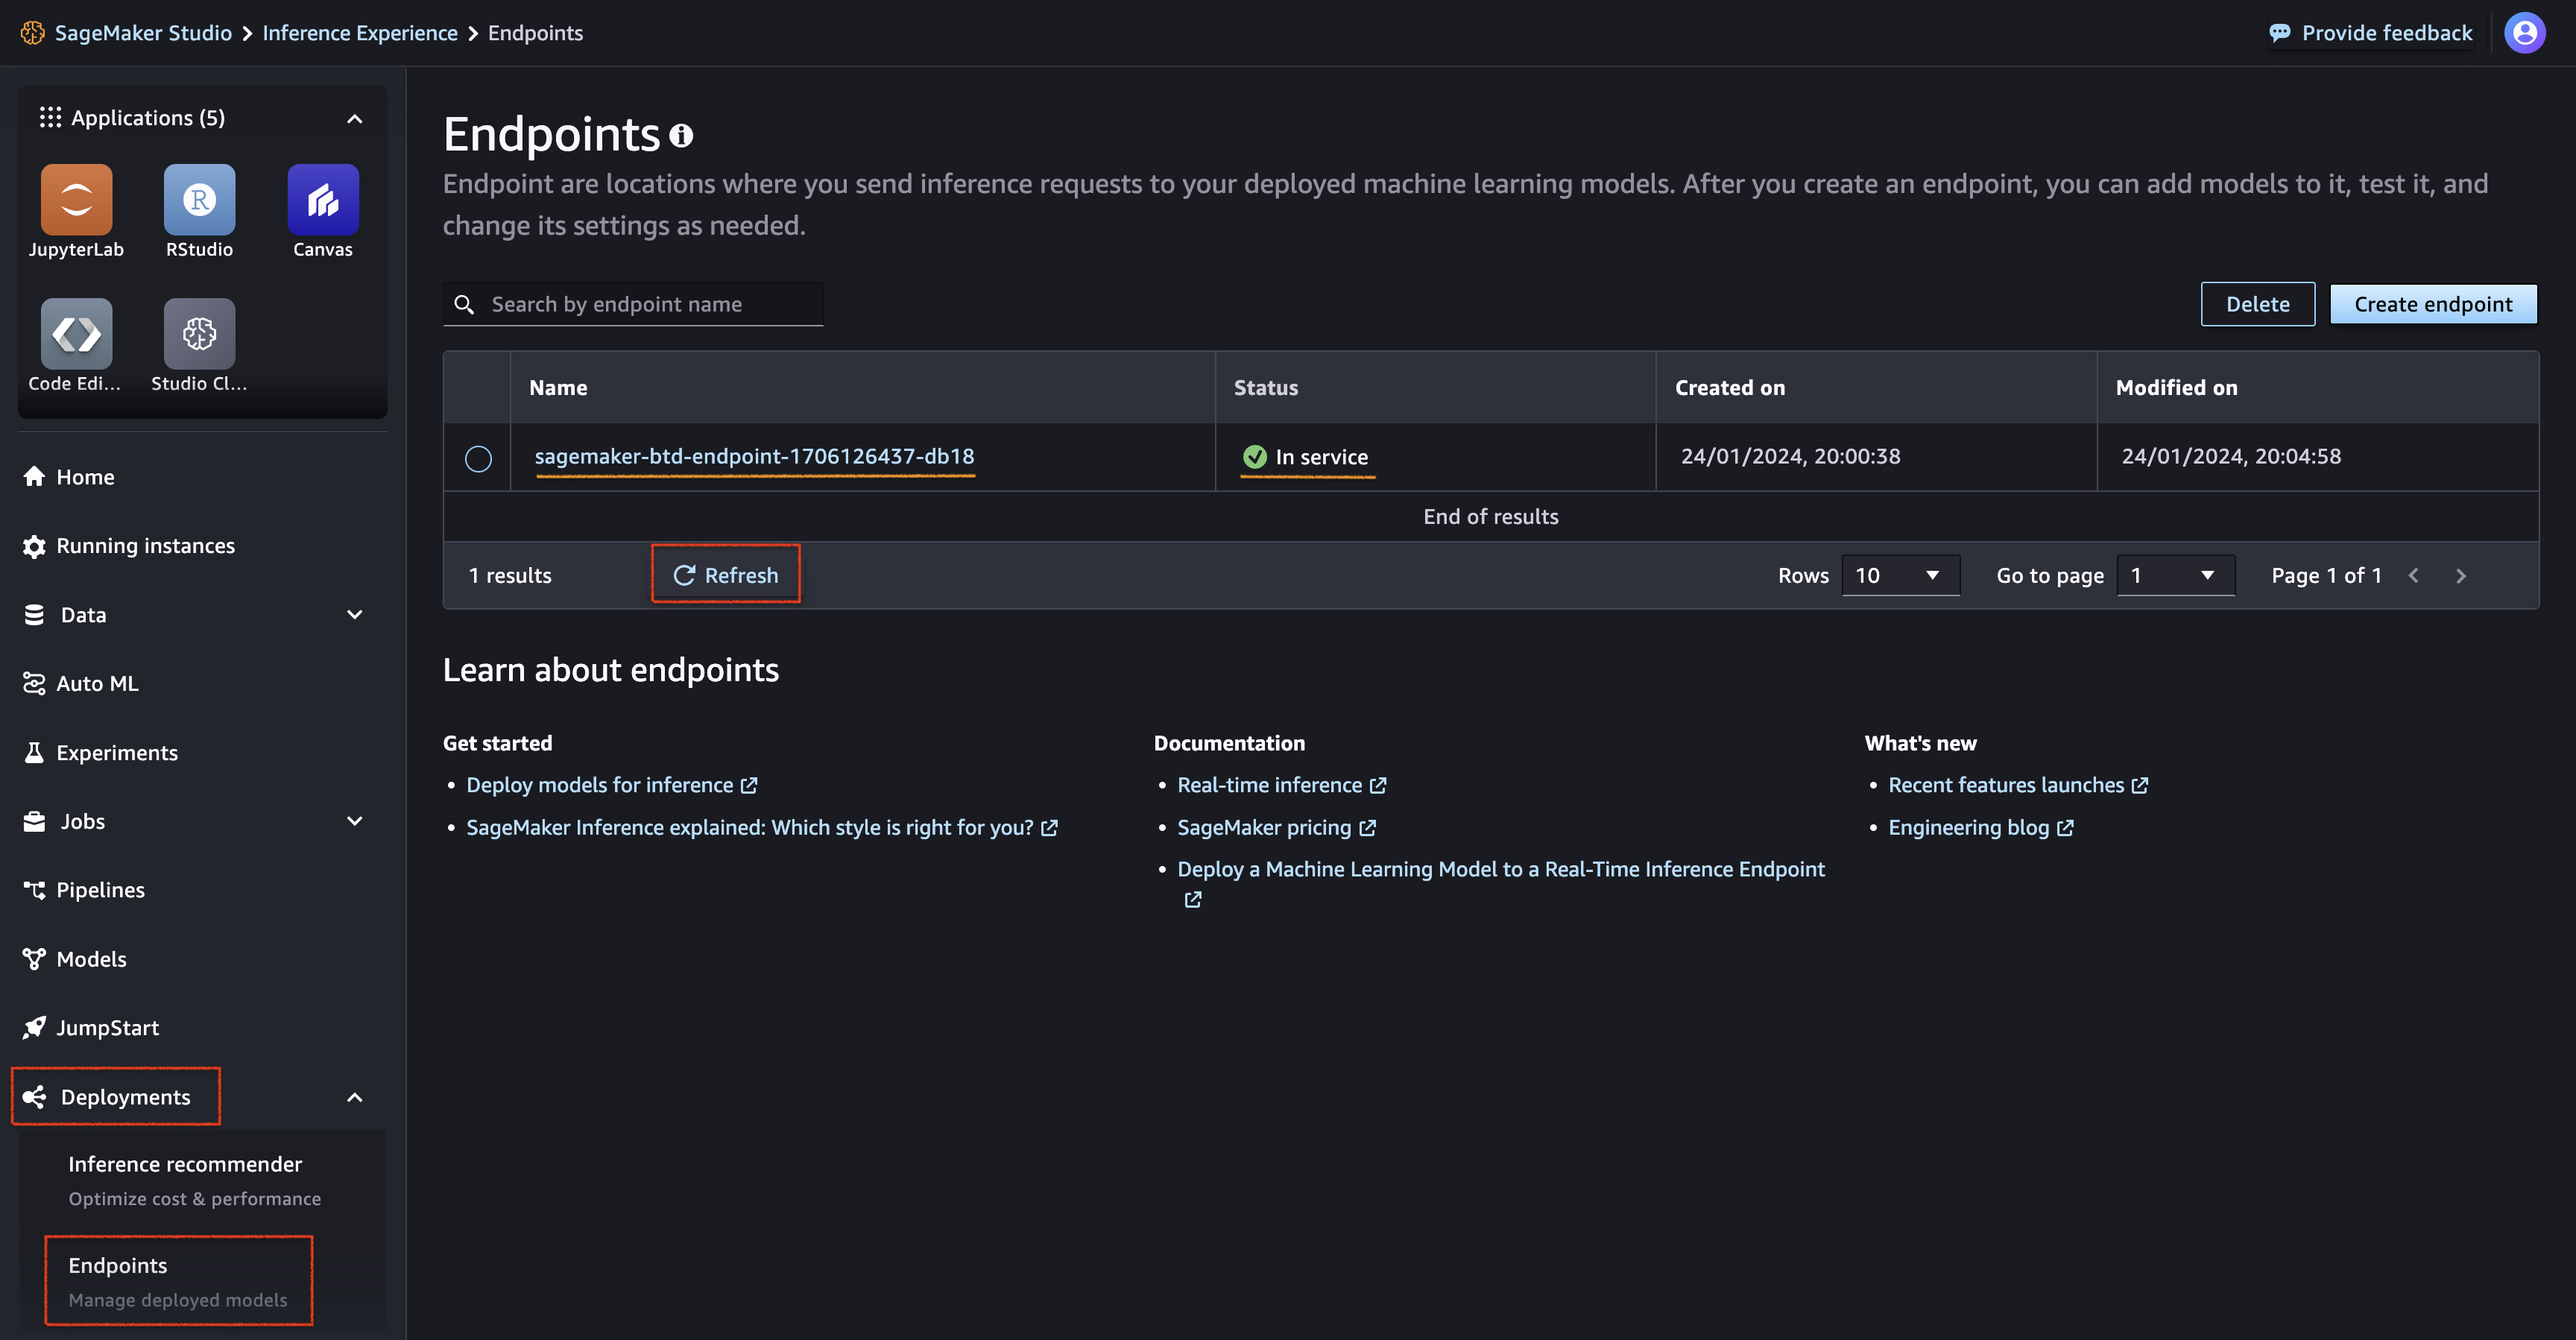 SageMaker Studio > Inference Experience > Endpoints
Provide feedback
Applications (5)
JupyterLab
RStudio
Canvas
Code Edi...
Studio Cl...
Home
Running instances
Data
Auto ML
Experiments
Jobs
Pipelines
Models
JumpStart
Deployments
Inference recommender
Optimize cost & performance
Endpoints
Manage deployed models
Endpoints
Endpoint are locations where you send inference requests to your deployed machine learning models. After you create an endpoint, you can add models to it, test it, and
change its settings as needed.
Search by endpoint name
Delete
Create endpoint
Name Status Created on Modified on
sagemaker-btd-endpoint-1706126437-db18 In service 24/01/2024, 20:00:38 24/01/2024, 20:04:58
End of results
1 results Refresh Rows 10 Go to page 1 Page 1 of 1
Learn about endpoints
Get started
Deploy models for inference
SageMaker Inference explained: Which style is right for you?
Documentation
Real-time inference
SageMaker pricing
Deploy a Machine Learning Model to a Real-Time Inference Endpoint
What's new
Recent features launches
Engineering blog